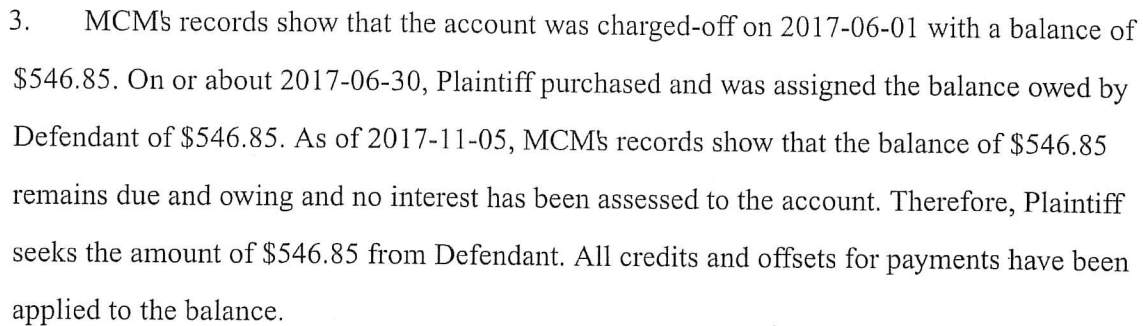 3. MCM's records show that the account was charged-off on 2017-06-01 with a balance of
$546.85. On or about 2017-06-30, Plaintiff purchased and was assigned the balance owed by
Defendant of $546.85. As of 2017-11-05, MCM's records show that the balance of $546.85
remains due and owing and no interest has been assessed to the account. Therefore, Plaintiff
seeks the amount of $546.85 from Defendant. All credits and offsets for payments have been
applied to the balance.